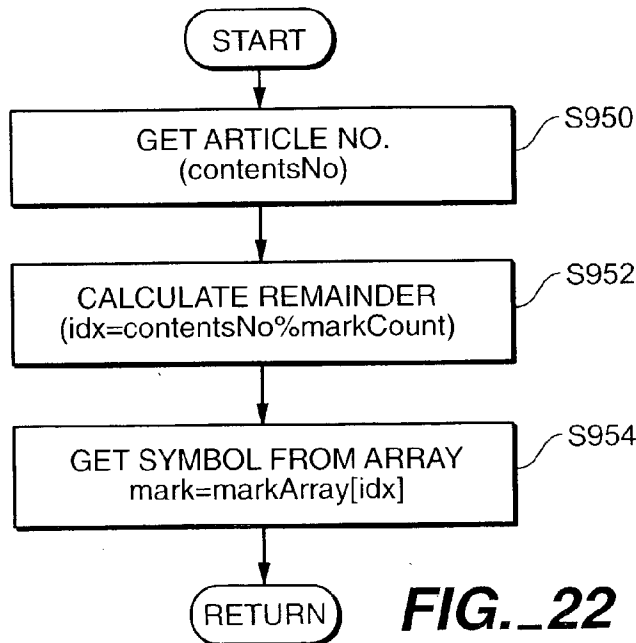 START
GET ARTICLE NO.
(contentsNo)
S950
CALCULATE REMAINDER
(idx=contentsNo%markCount)
S952
GET SYMBOL FROM ARRAY
mark=markArray[idx]
S954
RETURN
FIG._22